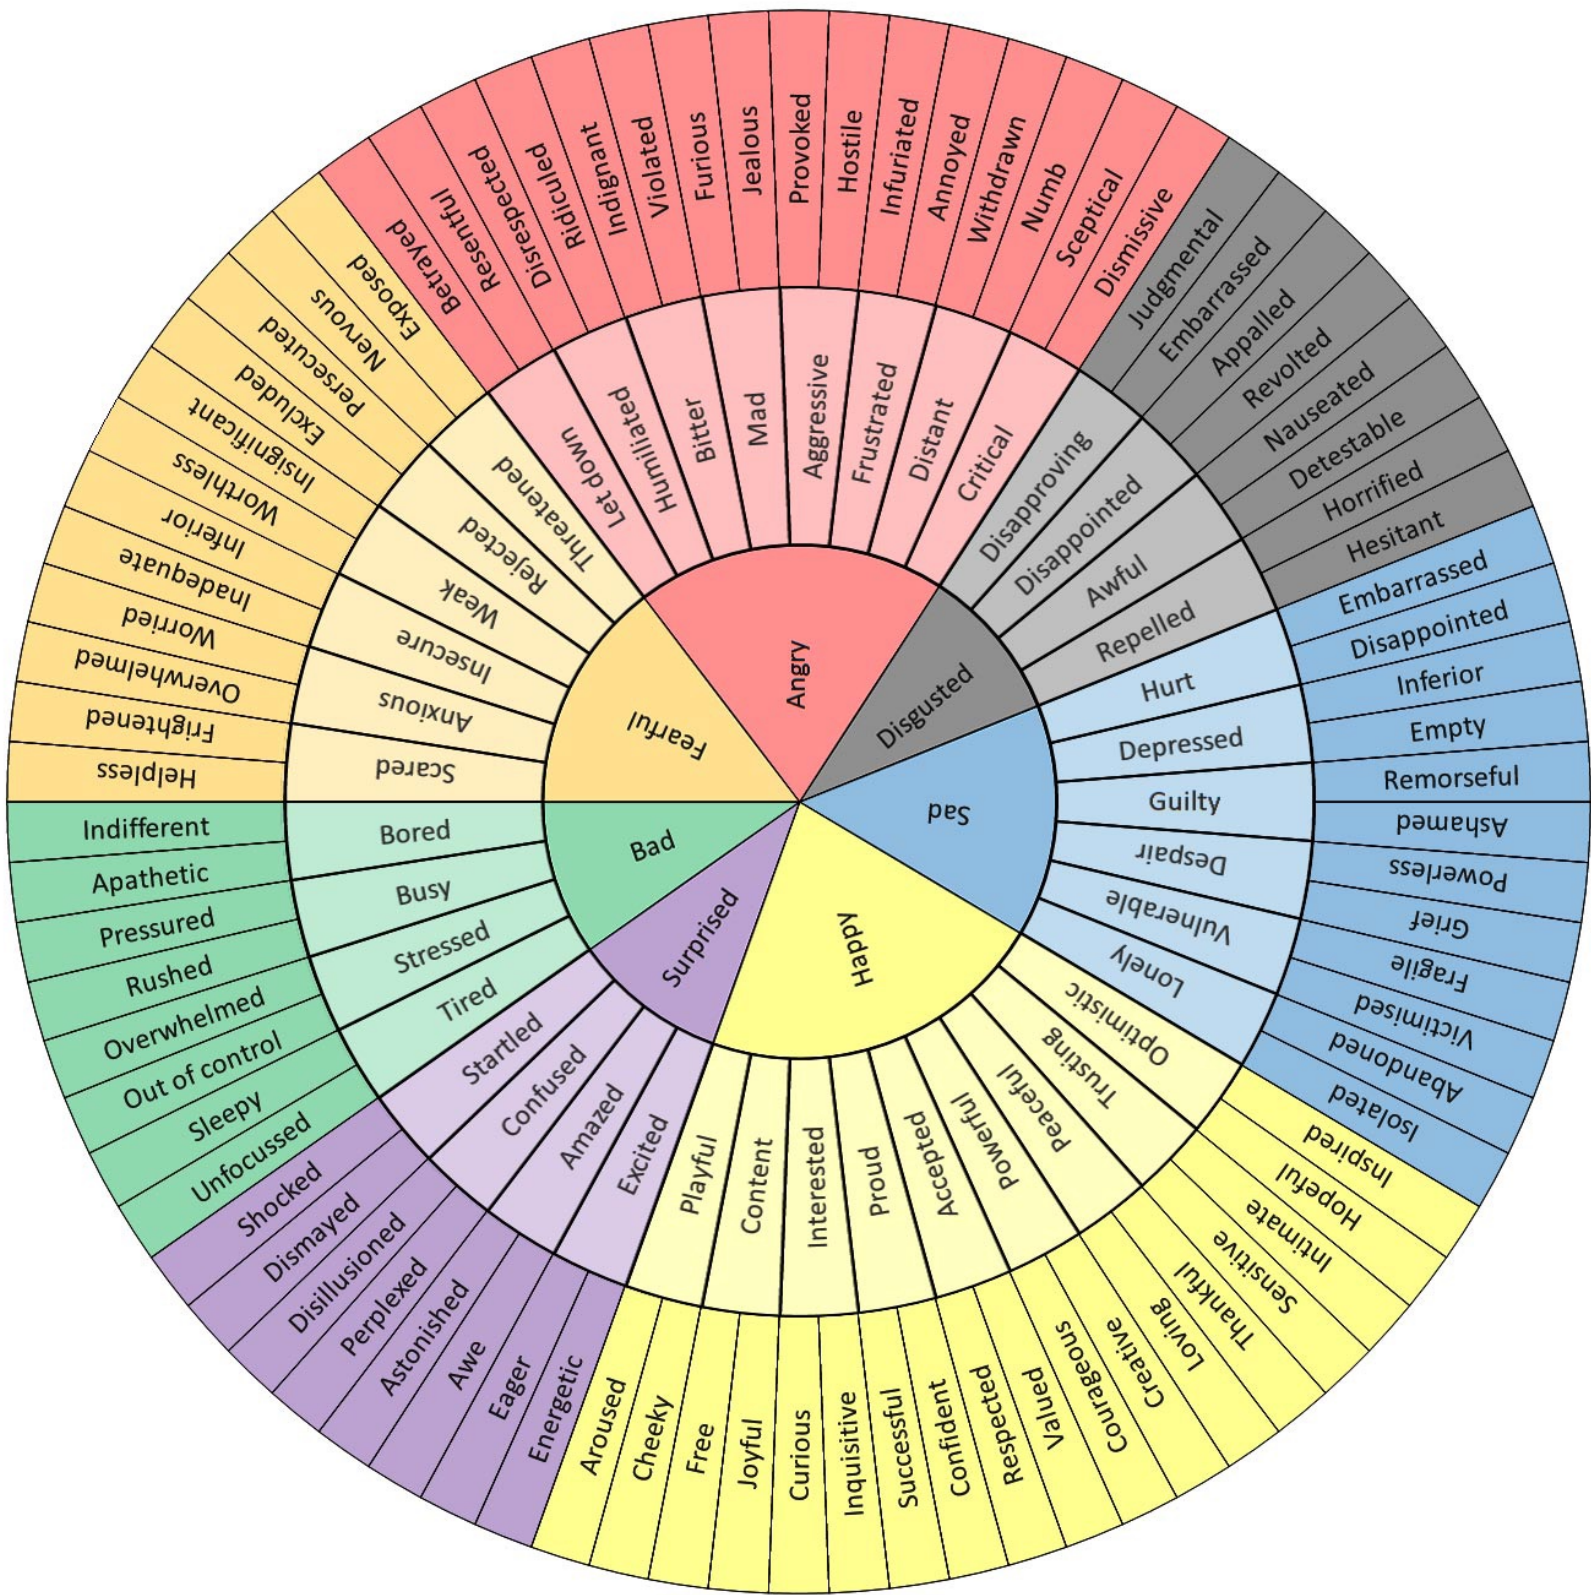 Angry
Disgusted
Sad
Happy
Surprised
Bad
Fearful
Let down
Humiliated
Bitter
Mad
Aggressive
Frustrated
Distant
Critical
Disapproving
Disappointed
Awful
Repelled
Hurt
Depressed
Guilty
Despair
Vulnerable
Lonely
Optimistic
Trusting
Peaceful
Powerful
Accepted
Proud
Interested
Content
Playful
Excited
Amazed
Confused
Startled
Tired
Stressed
Busy
Bored
Scared
Anxious
Insecure
Weak
Rejected
Threatened
Betrayed
Resentful
Disrespected
Ridiculed
Indignant
Violated
Furious
Jealous
Provoked
Hostile
Infuriated
Annoyed
Withdrawn
Numb
Sceptical
Dismissive
Judgmental
Embarrassed
Appalled
Revolted
Nauseated
Detestable
Horrified
Hesitant
Embarrassed
Disappointed
Inferior
Empty
Remorseful
Ashamed
Powerless
Grief
Fragile
Victimised
Abandoned
Isolated
Inspired
Hopeful
Intimate
Sensitive
Thankful
Loving
Creative
Courageous
Valued
Respected
Confident
Successful
Inquisitive
Curious
Joyful
Free
Cheeky
Aroused
Energetic
Eager
Awe
Astonished
Perplexed
Disillusioned
Dismayed
Shocked
Unfocussed
Sleepy
Out of control
Overwhelmed
Rushed
Pressured
Apathetic
Indifferent
Helpless
Frightened
Overwhelmed
Worried
Inadequate
Inferior
Worthless
Insignificant
Excluded
Persecuted
Nervous
Exposed